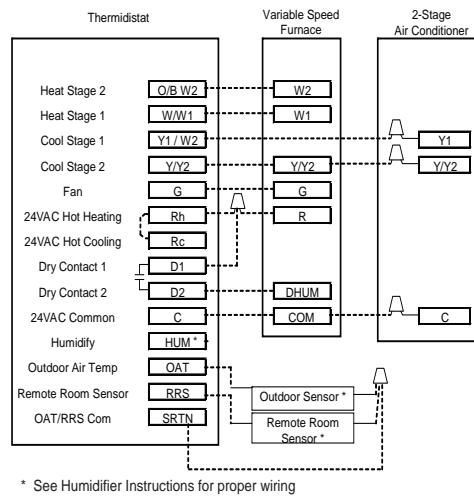 Thermidistat
Variable Speed
Furnace
2-Stage
Air Conditioner
Heat Stage 2 O/B W2 W2
Heat Stage 1 W/W1 W1
Cool Stage 1 Y1 / W2 Y1
Cool Stage 2 Y/Y2 Y/Y2 Y/Y2
Fan G G
24VAC Hot Heating Rh R
24VAC Hot Cooling Rc
Dry Contact 1 D1
Dry Contact 2 D2 DHUM
24VAC Common C COM C
Humidify HUM *
Outdoor Air Temp OAT
Outdoor Sensor *
Remote Room Sensor RRS
Remote Room
Sensor *
OAT/RRS Com SRTN
* See Humidifier Instructions for proper wiring